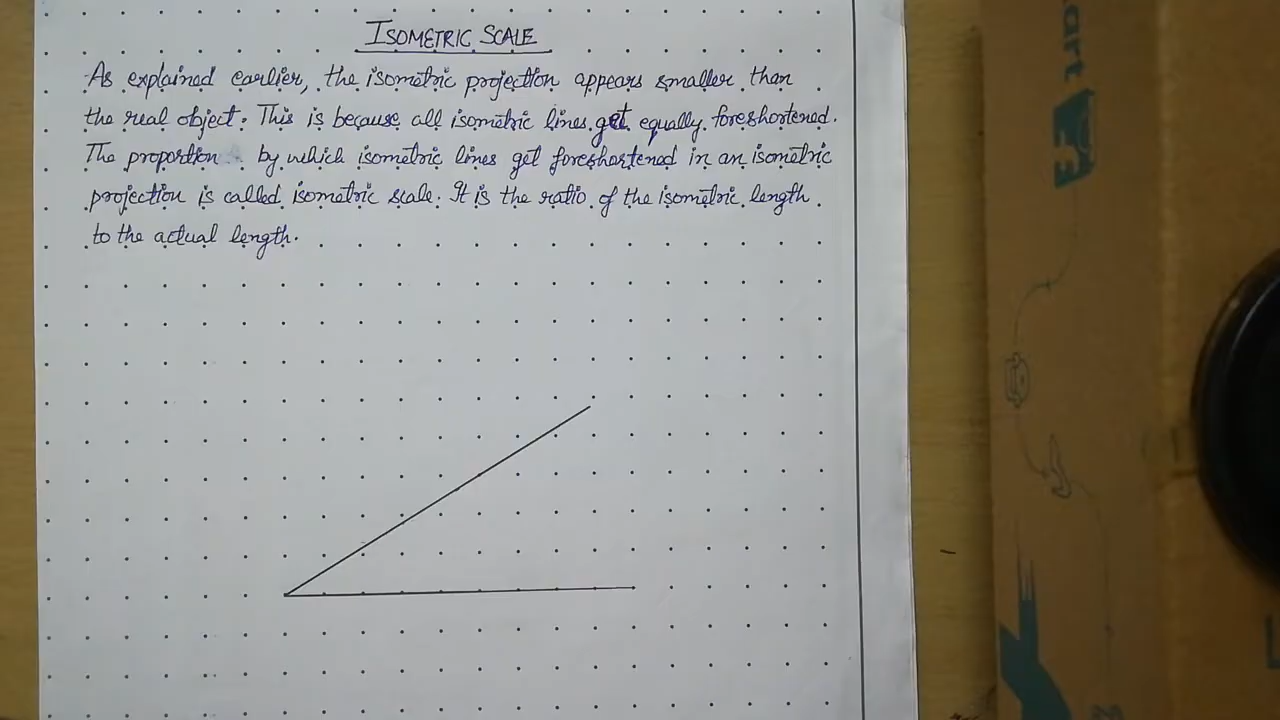 ISOMETRIC SCALE
As explained earlier, the isometric projection appears smaller than
the real object. This is because all isometric lines get equally foreshortened.
The proportion by which isometric lines get foreshortened in an isometric
projection is called isometric scale. It is the ratio of the isometric length
to the actual length.
art